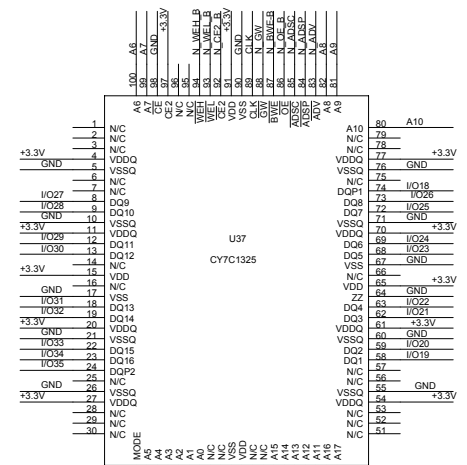 A6
A7
GND
+3.3V
N_WEH_B
N_WEL_B
N_CE2_B
+3.3V
GND
CLK
N_GW
N_BWE-B
N_OE_B
N_ADSC
N_ADSP
N_ADV
A8
A9
100 99 98 97 96 95 94 93 92 91 90 89 88 87 86 85 84 83 82 81
A6 A7 CE CE2 N/C N/C WEH WEL CE2 VDD VSS CLK GW BWE OE ADSC ADSP ADV A8 A9
1 N/C A10 80 A10
2 N/C N/C 79
3 N/C N/C 78
+3.3V 4 VDDQ VDDQ 77 +3.3V
GND 5 VSSQ VSSQ 76 GND
6 N/C N/C 75
7 N/C DQP1 74 I/O18
I/O27 8 DQ9 DQ8 73 I/O26
I/O28 9 DQ10 DQ7 72 I/O25
GND 10 VSSQ VSSQ 71 GND
+3.3V 11 VDDQ VDDQ 70 +3.3V
I/O29 12 DQ11 DQ6 69 I/O24
I/O30 13 DQ12 DQ5 68 I/O23
14 N/C VSS 67 GND
+3.3V 15 VDD N/C 66
16 N/C VDD 65 +3.3V
GND 17 VSS ZZ 64 GND
I/O31 18 DQ13 DQ4 63 I/O22
I/O32 19 DQ14 DQ3 62 I/O21
+3.3V 20 VDDQ VDDQ 61 +3.3V
GND 21 VSSQ VSSQ 60 GND
I/O33 22 DQ15 DQ2 59 I/O20
I/O34 23 DQ16 DQ1 58 I/O19
I/O35 24 DQP2 N/C 57
25 N/C N/C 56
GND 26 VSSQ VSSQ 55 GND
+3.3V 27 VDDQ VDDQ 54 +3.3V
28 N/C N/C 53
29 N/C N/C 52
30 N/C N/C 51
U37
CY7C1325
MODE A5 A4 A3 A2 A1 A0 N/C N/C VSS VDD N/C N/C A15 A14 A13 A12 A11 A16 A17